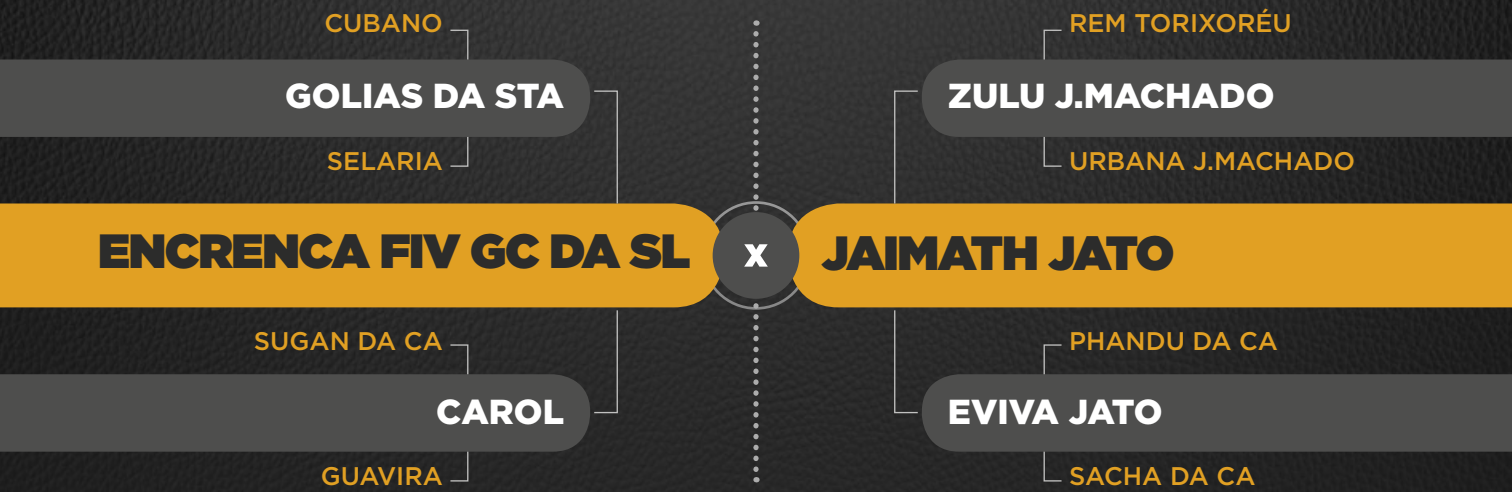 CUBANO
GOLIAS DA STA
SELARIA
ENCRENCA FIV GC DA SL
SUGAN DA CA
CAROL
GUAVIRA
X
REM TORIXORÉU
ZULU J.MACHADO
URBANA J.MACHADO
JAIMATH JATO
PHANDU DA CA
EVIVA JATO
SACHA DA CA